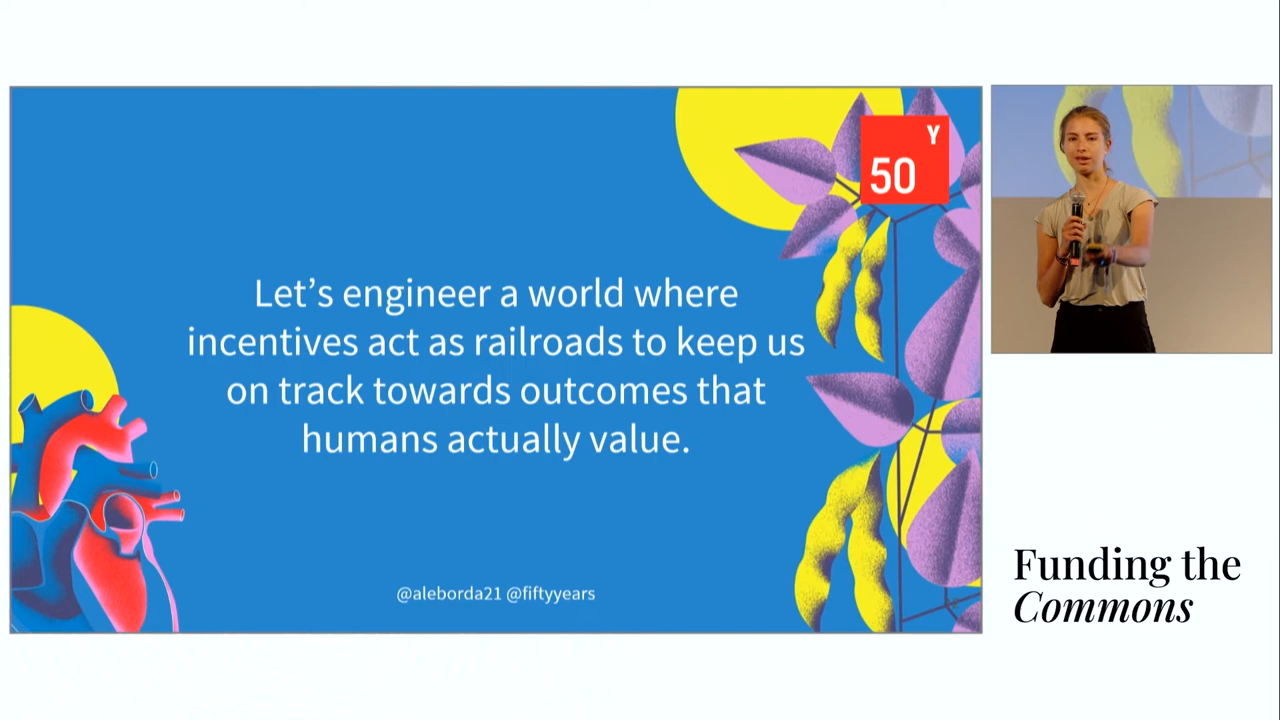 Y
50
Let’s engineer a world where
incentives act as railroads to keep us
on track towards outcomes that
humans actually value.
@aleborda21 @fiftyyears
Funding the
Commons